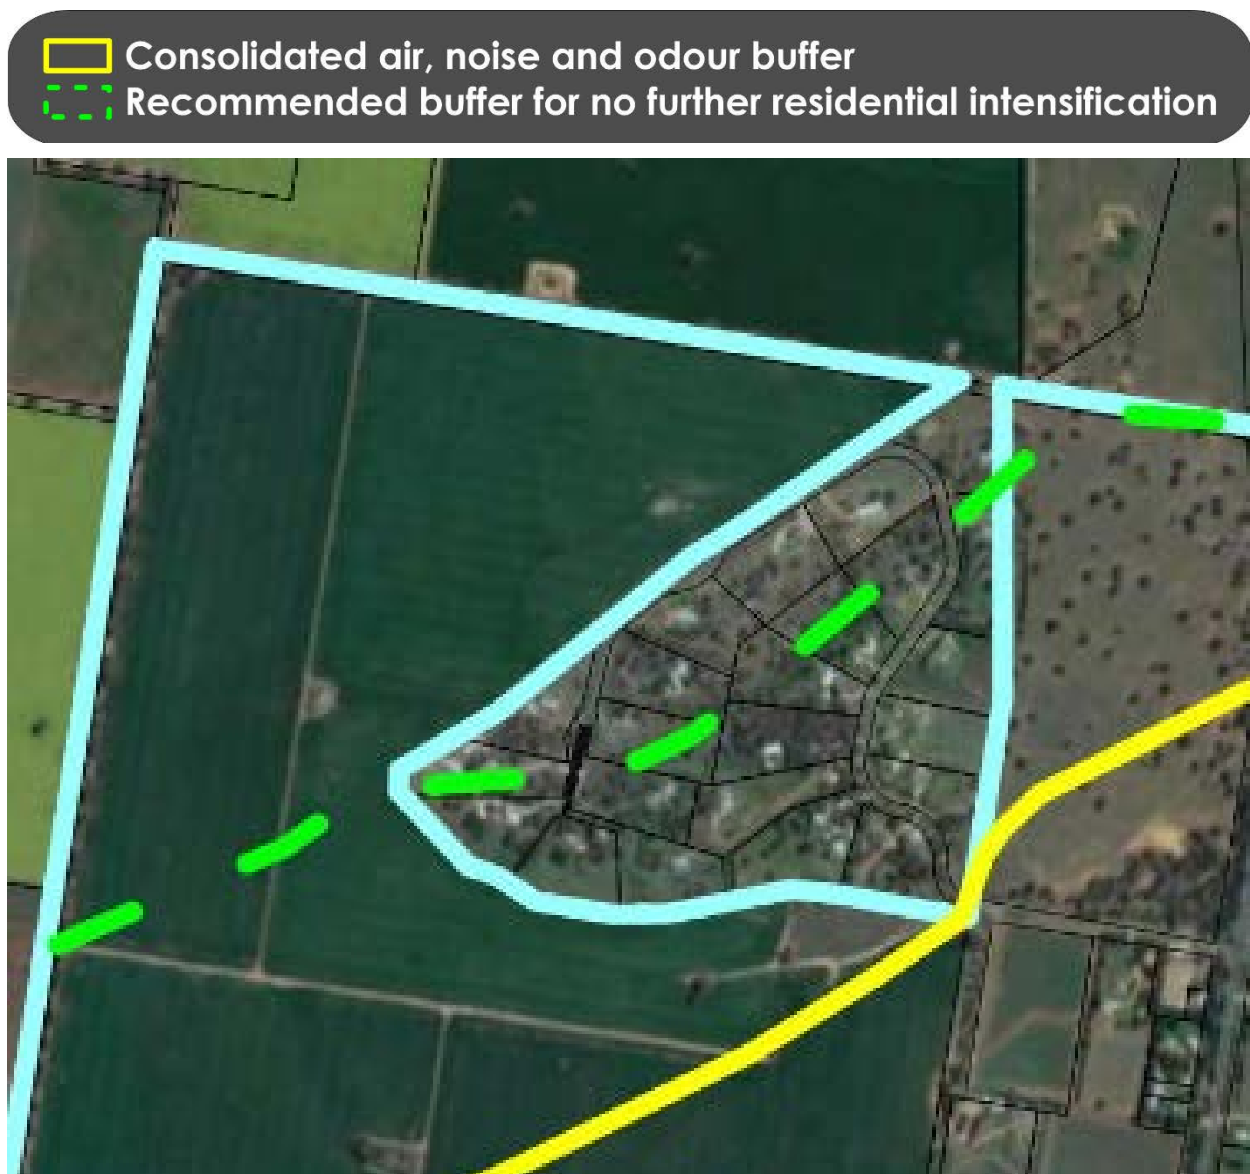 Consolidated air, noise and odour buffer
Recommended buffer for no further residential intensification